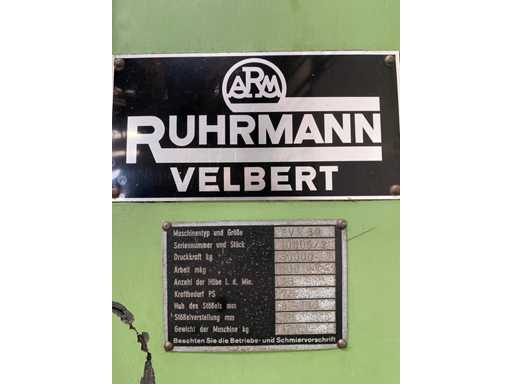 ARM
RUHRMANN
VELBERT
Maschinentyp und Größe
Seriennummer und Stück
Druckkraft kg
Arbeit mkg
Anzahl der Hübe i. d. Min.
Kraftbedarf PS
Hub des Stößels mm
Stößelverstellung mm
Gewicht der Maschine kg
Beachten Sie die Betriebs- und Schmiervorschrift